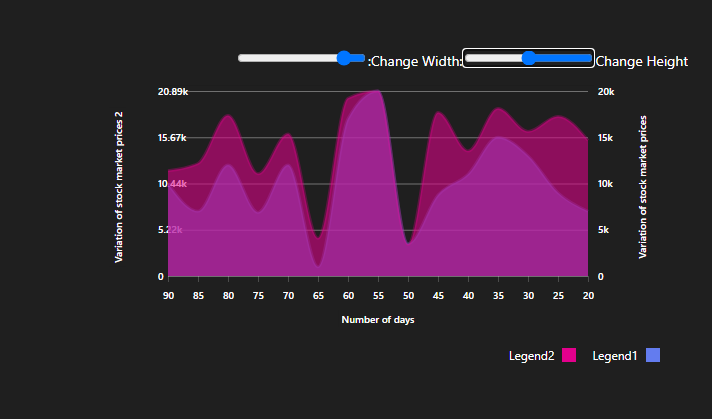 :Change Width:
Change Height
Variation of stock market prices 2
20.89k
15.67k
10.44k
5.22k
0
20k
15k
10k
5k
0
Variation of stock market prices
90 85 80 75 70 65 60 55 50 45 40 35 30 25 20
Number of days
Legend2 Legend1